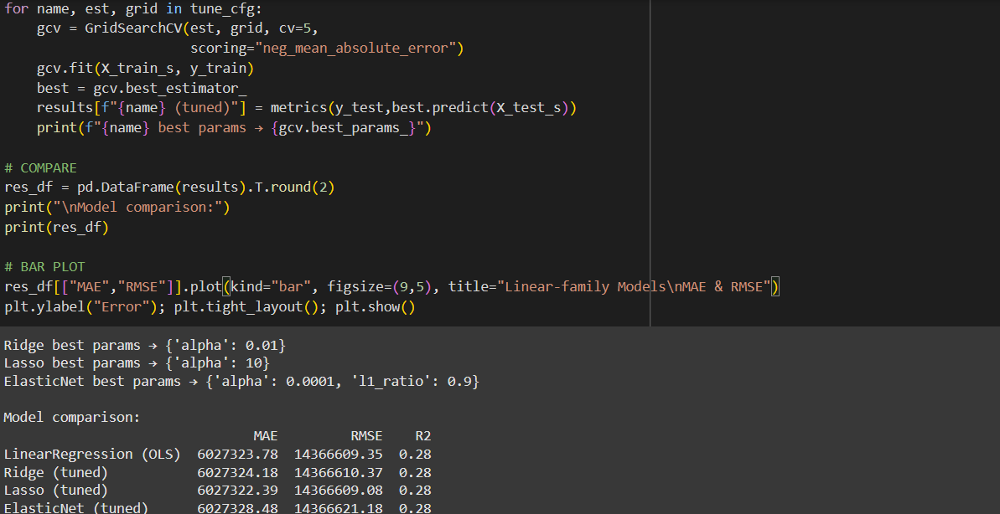 for name, est, grid in tune_cfg:
    gcv = GridSearchCV(est, grid, cv=5,
                       scoring="neg_mean_absolute_error")
    gcv.fit(X_train_s, y_train)
    best = gcv.best_estimator_
    results[f"{name} (tuned)"] = metrics(y_test,best.predict(X_test_s))
    print(f"{name} best params → {gcv.best_params_}")

# COMPARE
res_df = pd.DataFrame(results).T.round(2)
print("\nModel comparison:")
print(res_df)

# BAR PLOT
res_df[["MAE","RMSE"]].plot(kind="bar", figsize=(9,5), title="Linear-family Models\nMAE & RMSE")
plt.ylabel("Error"); plt.tight_layout(); plt.show()

Ridge best params → {'alpha': 0.01}
Lasso best params → {'alpha': 10}
ElasticNet best params → {'alpha': 0.0001, 'l1_ratio': 0.9}

Model comparison:
                               MAE         RMSE    R2
LinearRegression (OLS)  6027323.78  14366609.35  0.28
Ridge (tuned)           6027324.18  14366610.37  0.28
Lasso (tuned)           6027322.39  14366609.08  0.28
ElasticNet (tuned)      6027328.48  14366621.18  0.28